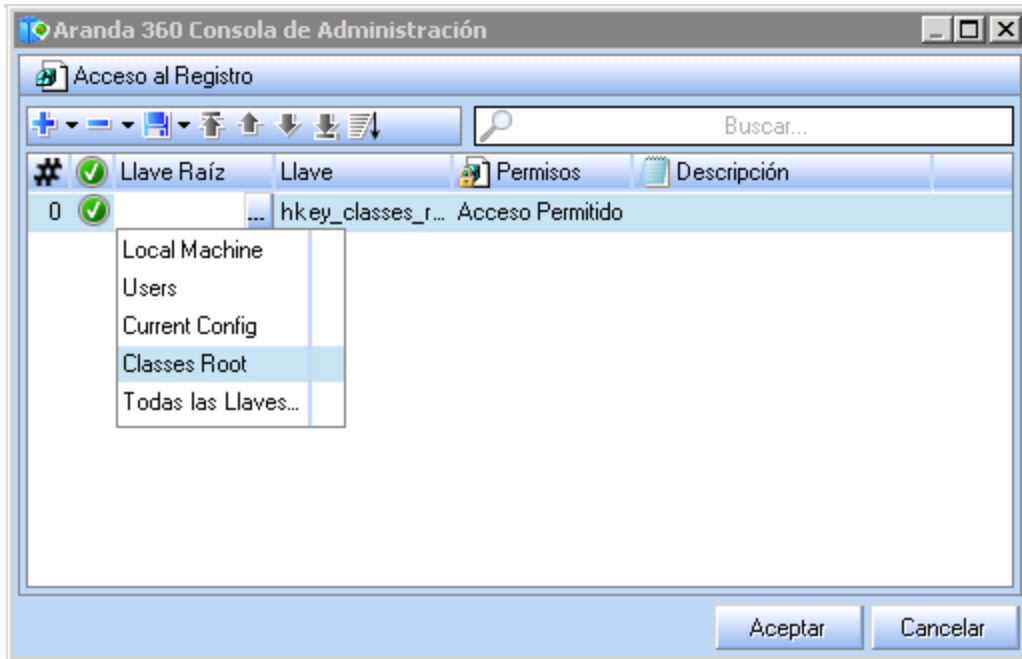 Aranda 360 Consola de Administración
Acceso al Registro
Buscar...
# Llave Raíz Llave Permisos Descripción
0 ... hkey_classes_r... Acceso Permitido
Local Machine
Users
Current Config
Classes Root
Todas las Llaves...
Aceptar Cancelar